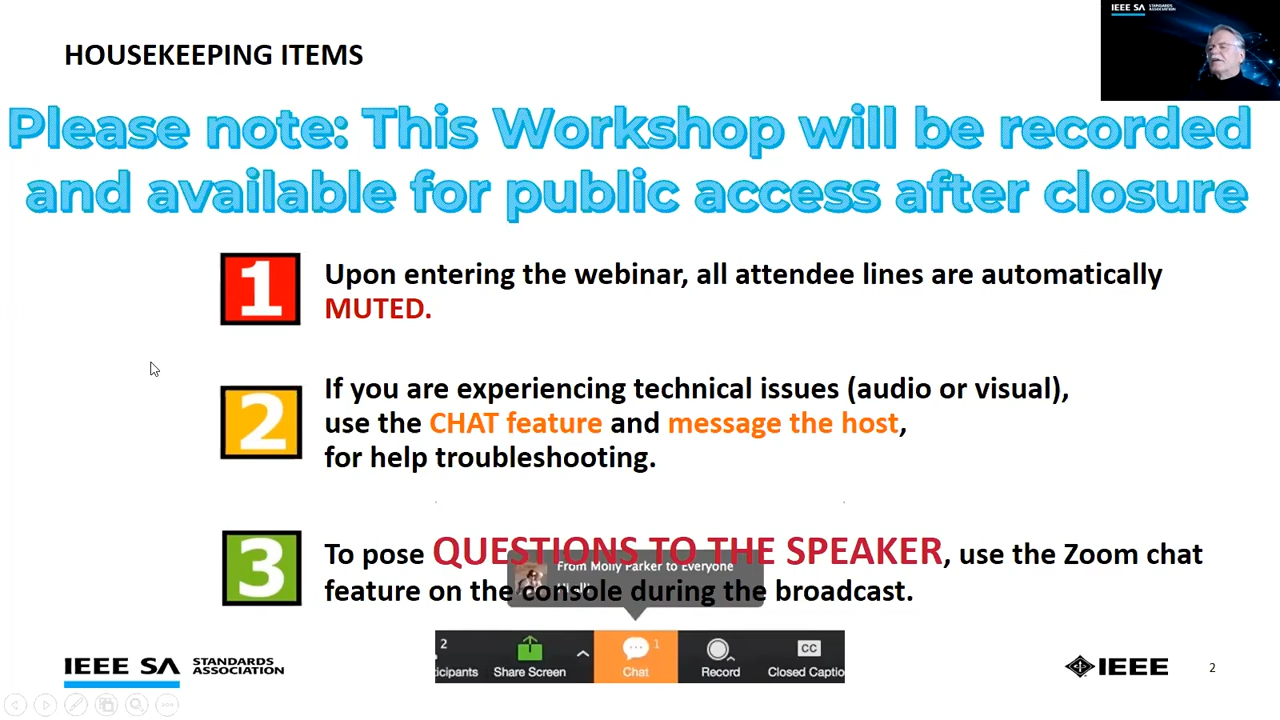 IEEE SA STANDARDS
ASSOCIATION
HOUSEKEEPING ITEMS
Please note: This Workshop will be recorded
and available for public access after closure
1 Upon entering the webinar, all attendee lines are automatically
MUTED.
2 If you are experiencing technical issues (audio or visual),
use the CHAT feature and message the host,
for help troubleshooting.
3 To pose QUESTIONS TO THE SPEAKER, use the Zoom chat
feature on the console during the broadcast.
From Molly Parker to Everyone
2
1
CC
icipants
Share Screen
Chat
Record
Closed Captio
IEEE SA STANDARDS
ASSOCIATION
IEEE
2